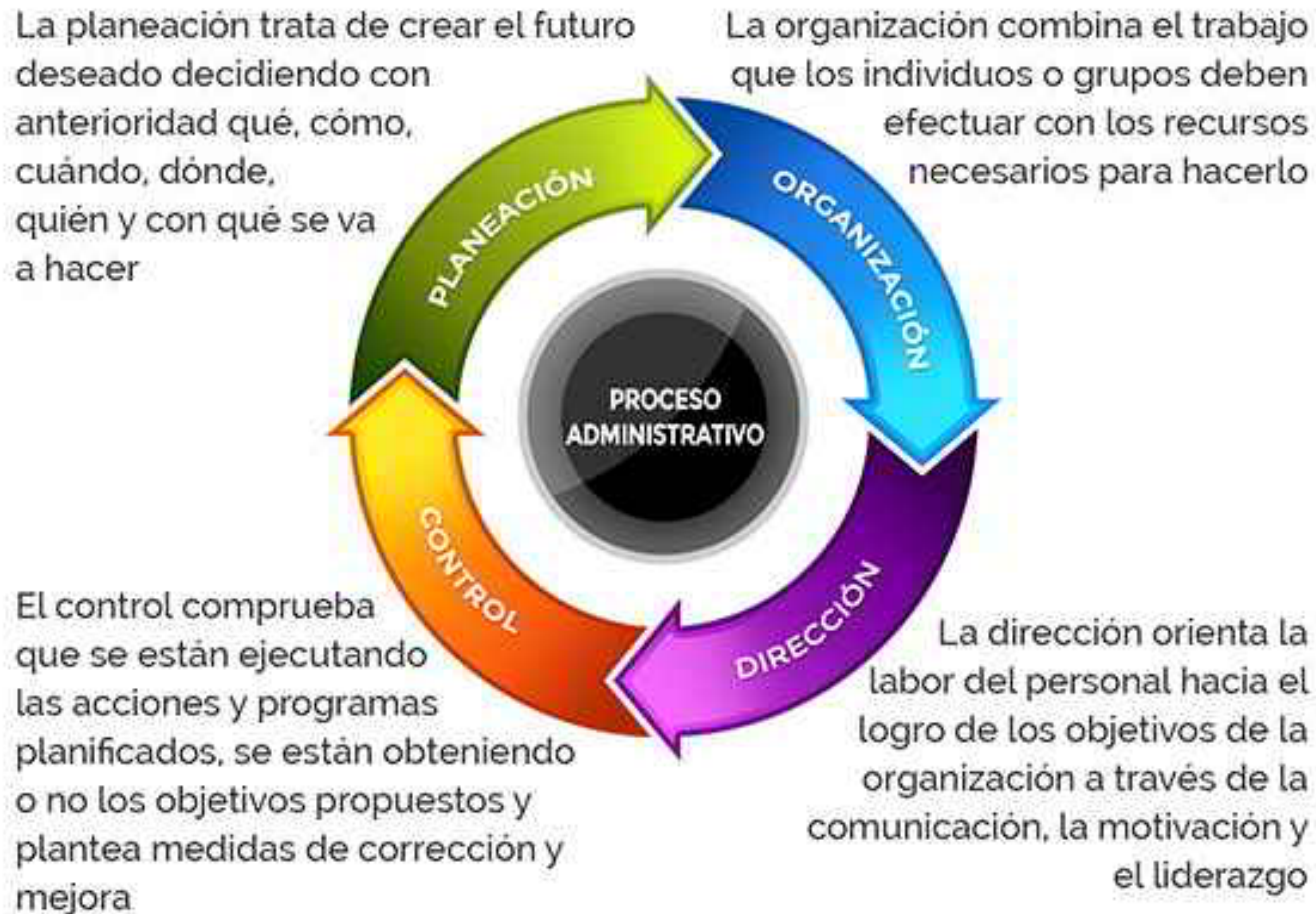 La planeación trata de crear el futuro
deseado decidiendo con
anterioridad qué, cómo,
cuándo, dónde,
quién y con qué se va
a hacer
La organización combina el trabajo
que los individuos o grupos deben
efectuar con los recursos
necesarios para hacerlo
PLANEACIÓN
ORGANIZACIÓN
PROCESO
ADMINISTRATIVO
CONTROL
DIRECCIÓN
El control comprueba
que se están ejecutando
las acciones y programas
planificados, se están obteniendo
o no los objetivos propuestos y
plantea medidas de corrección y
mejora
La dirección orienta la
labor del personal hacia el
logro de los objetivos de la
organización a través de la
comunicación, la motivación y
el liderazgo